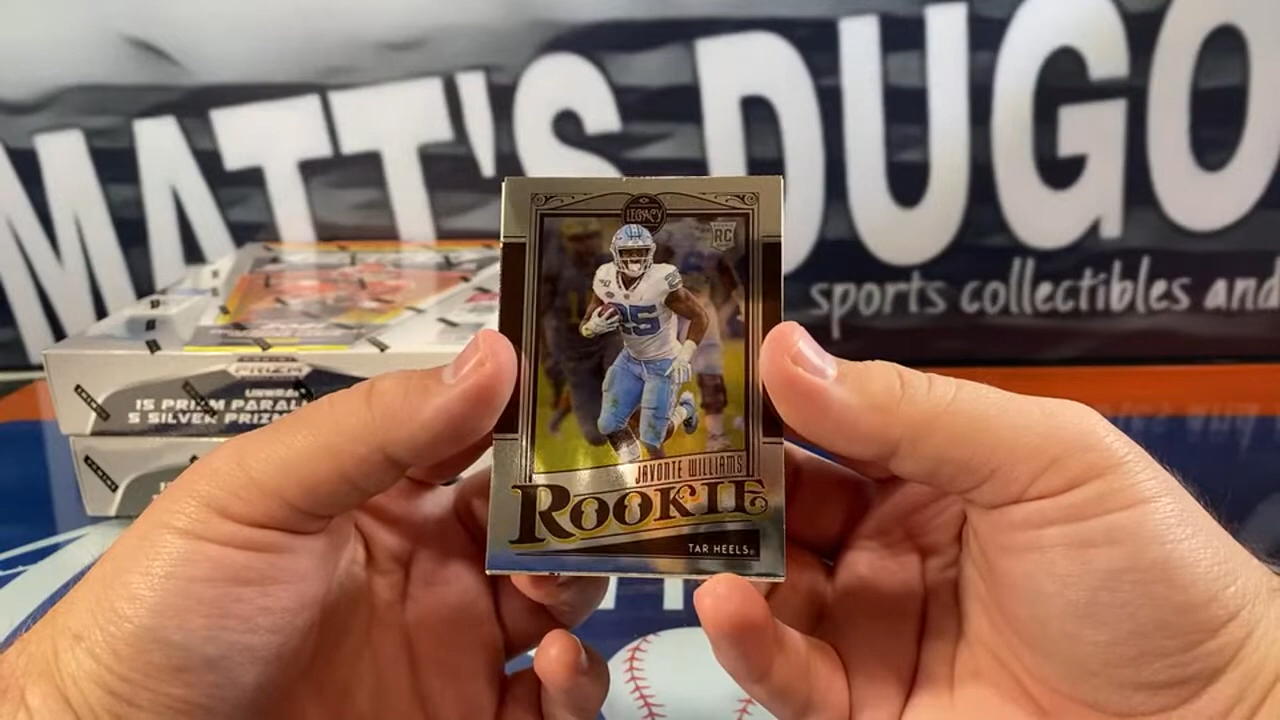 MATT'S DUGO
sports collectibles and
LEGACY
RC
25
JAVONTE WILLIAMS
ROOKIE
TAR HEELS
PRIZM
15 PRIZM PARAL
5 SILVER PRIZM